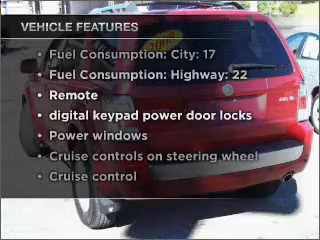 VEHICLE FEATURES
• Fuel Consumption: City: 17
• Fuel Consumption: Highway: 22
• Remote
• digital keypad power door locks
• Power windows
• Cruise controls on steering wheel
• Cruise control